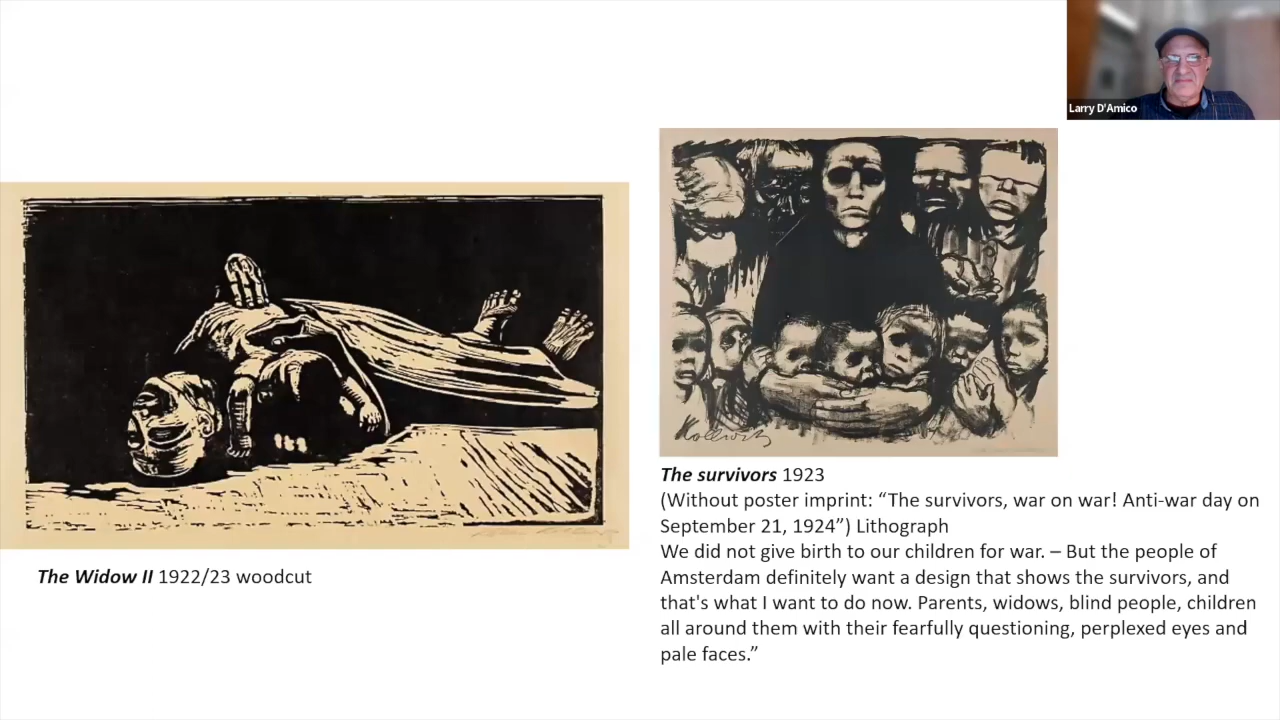 Larry D'Amico
Kollwitz
The survivors 1923
(Without poster imprint: “The survivors, war on war! Anti-war day on
September 21, 1924”) Lithograph
We did not give birth to our children for war. – But the people of
Amsterdam definitely want a design that shows the survivors, and
that's what I want to do now. Parents, widows, blind people, children
all around them with their fearfully questioning, perplexed eyes and
pale faces.”
The Widow II 1922/23 woodcut